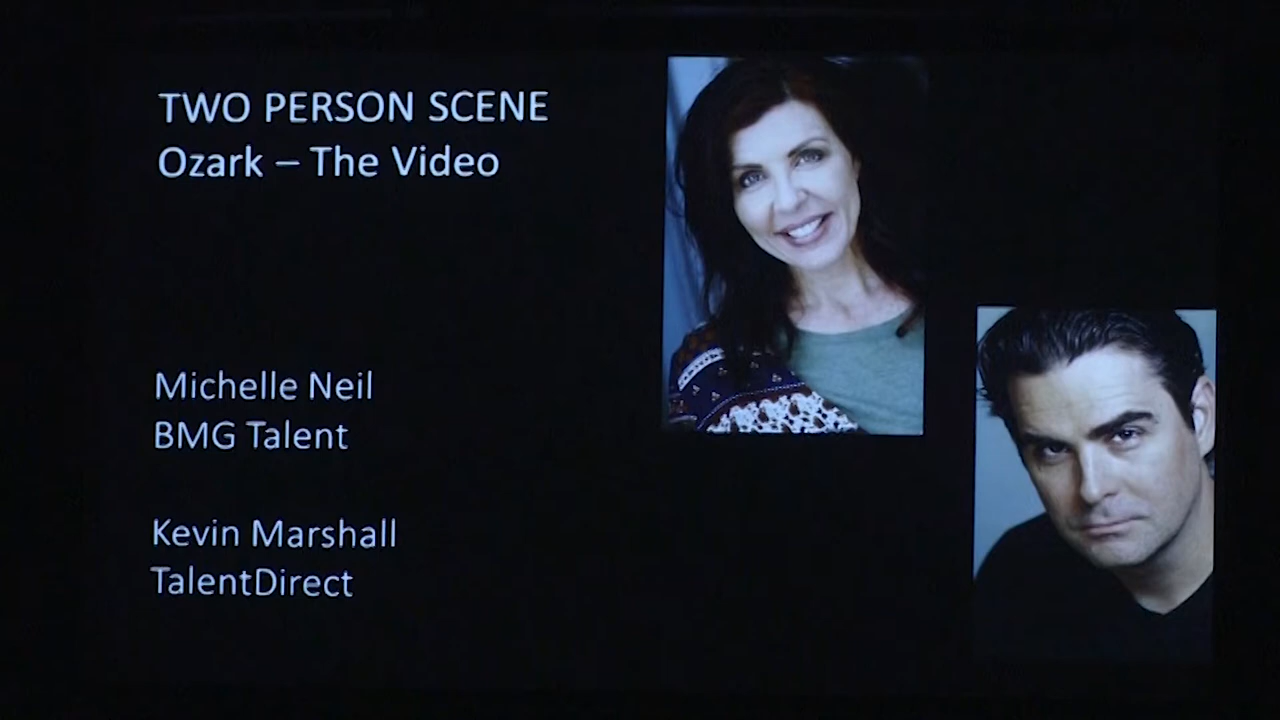 TWO PERSON SCENE
Ozark – The Video
Michelle Neil
BMG Talent
Kevin Marshall
TalentDirect